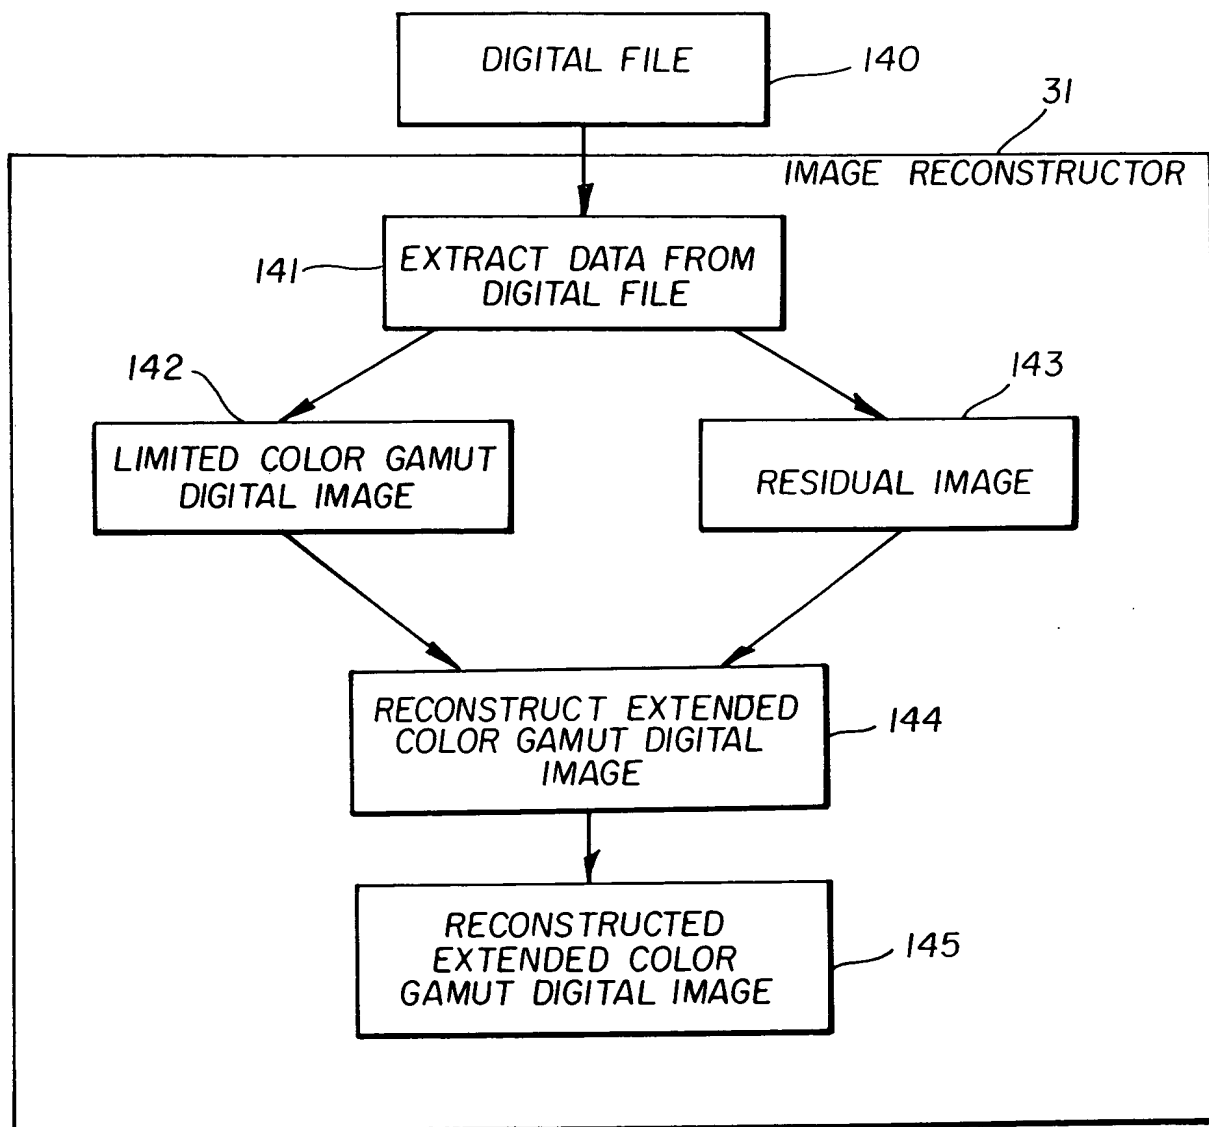 DIGITAL FILE
140
31
IMAGE RECONSTRUCTOR
141
EXTRACT DATA FROM
DIGITAL FILE
142
143
LIMITED COLOR GAMUT
DIGITAL IMAGE
RESIDUAL IMAGE
RECONSTRUCT EXTENDED
COLOR GAMUT DIGITAL
IMAGE
144
RECONSTRUCTED
EXTENDED COLOR
GAMUT DIGITAL IMAGE
145